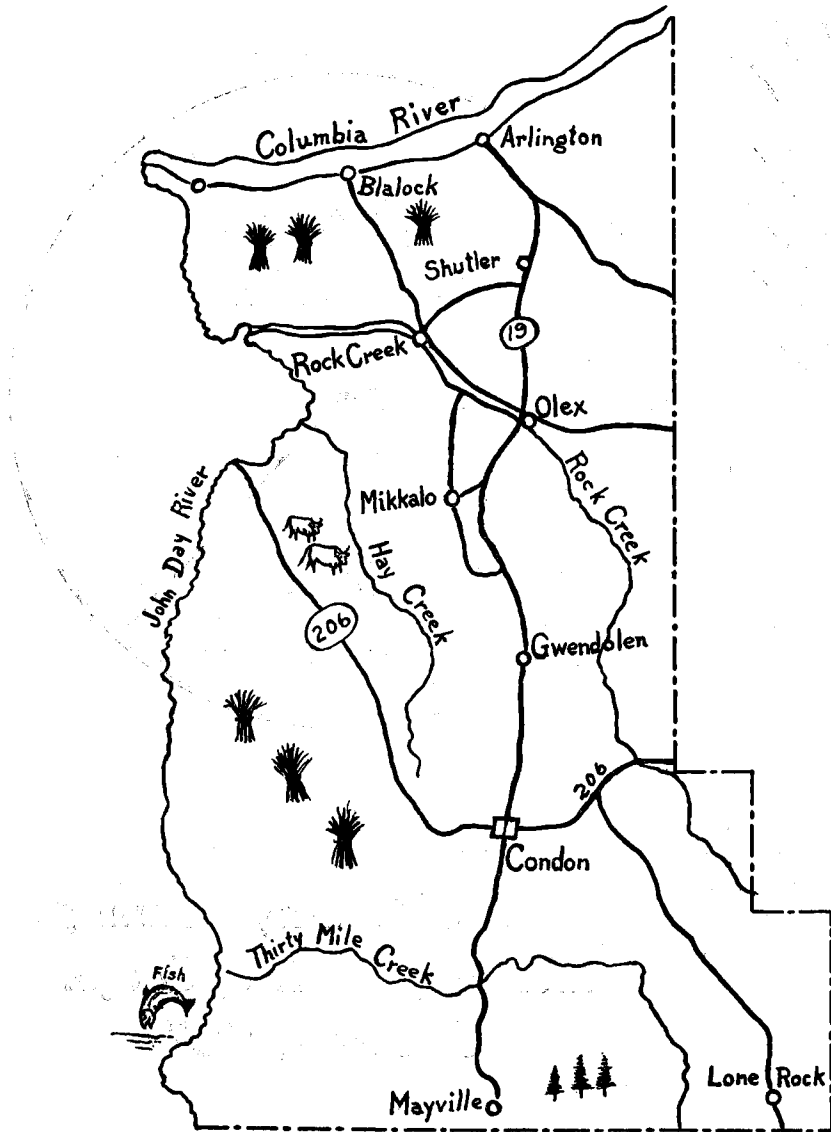 Columbia River
Arlington
Blalock
Shutler
19
Rock Creek
Olex
Rock Creek
Mikkalo
John Day River
Hay Creek
206
Gwendolen
206
Condon
Thirty Mile Creek
Fish
Lone Rock
Mayville